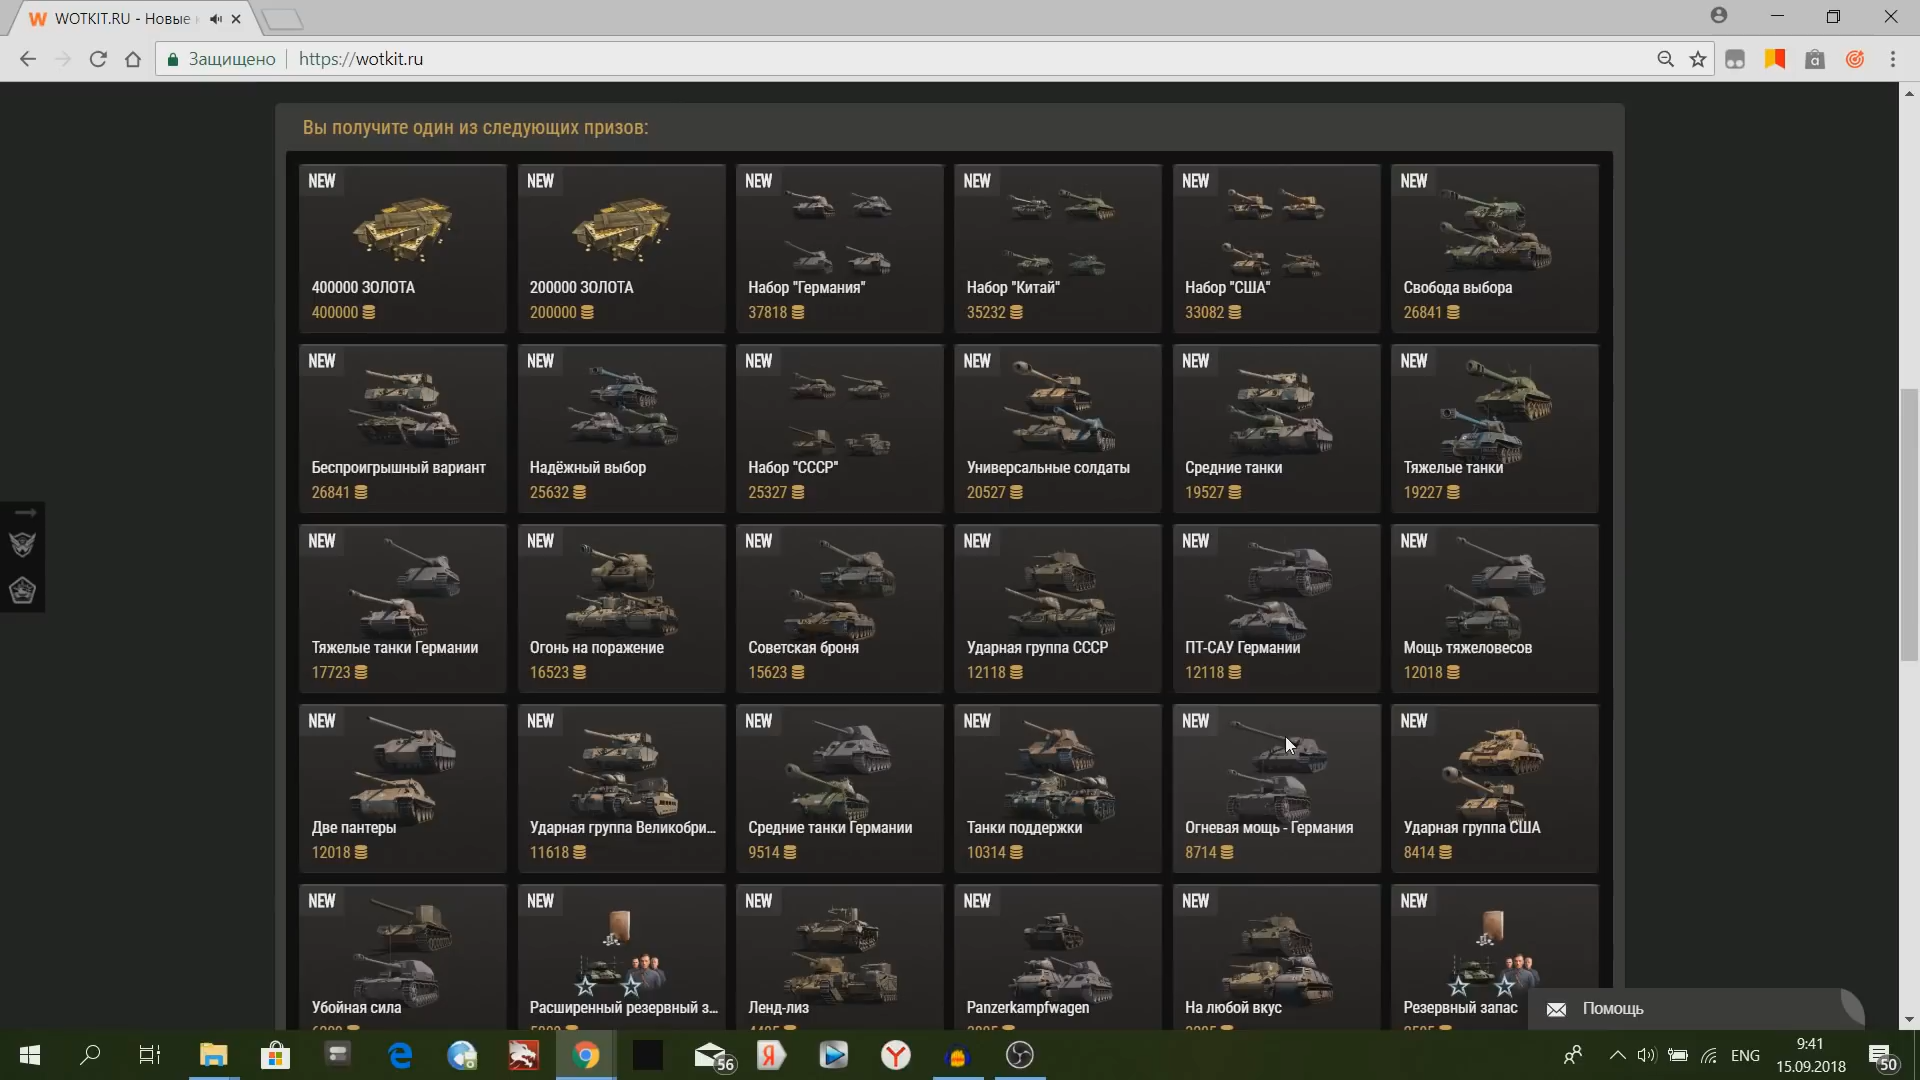 WOTKIT.RU - Новые
Защищено
https://wotkit.ru
Вы получите один из следующих призов:
NEW NEW NEW NEW NEW NEW
400000 ЗОЛОТА 200000 ЗОЛОТА Набор "Германия" Набор "Китай" Набор "США" Свобода выбора
400000 200000 37818 35232 33082 26841
NEW NEW NEW NEW NEW NEW
Беспроигрышный вариант Надёжный выбор Набор "СССР" Универсальные солдаты Средние танки Тяжелые танки
26841 25632 25327 20527 19527 19227
NEW NEW NEW NEW NEW NEW
Тяжелые танки Германии Огонь на поражение Советская броня Ударная группа СССР ПТ-САУ Германии Мощь тяжеловесов
17723 16523 15623 12118 12118 12018
NEW NEW NEW NEW NEW NEW
Две пантеры Ударная группа Великобри... Средние танки Германии Танки поддержки Огневая мощь - Германия Ударная группа США
12018 11618 9514 10314 8714 8414
NEW NEW NEW NEW NEW NEW
Убойная сила Расширенный резервный з... Ленд-лиз Panzerkampfwagen На любой вкус Резервный запас
Помощь
56
ENG
9:41
15.09.2018
50